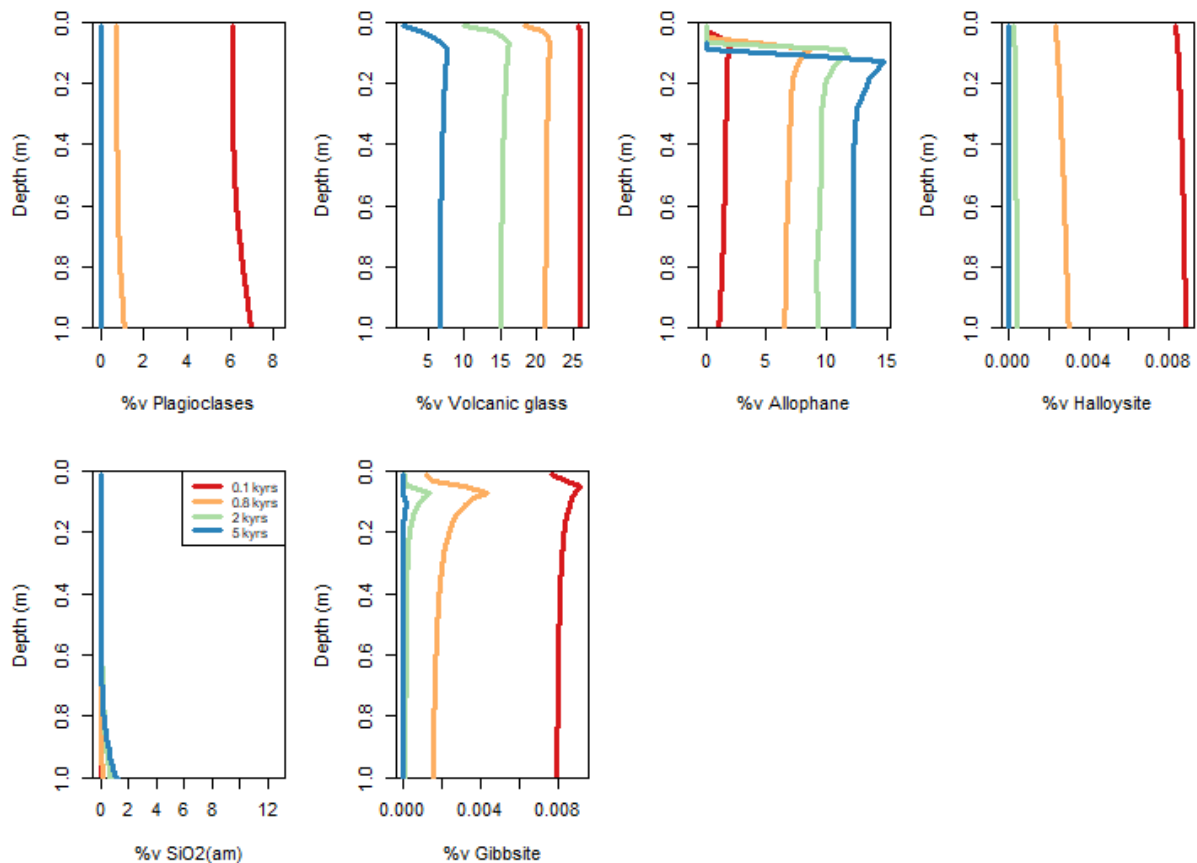 0.0 0.2 0.4 0.6 0.8 1.0
Depth (m)
0 2 4 6 8
%v Plagioclases
0.0 0.2 0.4 0.6 0.8 1.0
Depth (m)
5 10 15 20 25
%v Volcanic glass
0.0 0.2 0.4 0.6 0.8 1.0
Depth (m)
0 5 10 15
%v Allophane
0.0 0.2 0.4 0.6 0.8 1.0
Depth (m)
0.000 0.004 0.008
%v Halloysite
0.0 0.2 0.4 0.6 0.8 1.0
Depth (m)
0.1 kyrs
0.8 kyrs
2 kyrs
5 kyrs
0 2 4 6 8 12
%v SiO2(am)
0.0 0.2 0.4 0.6 0.8 1.0
Depth (m)
0.000 0.004 0.008
%v Gibbsite